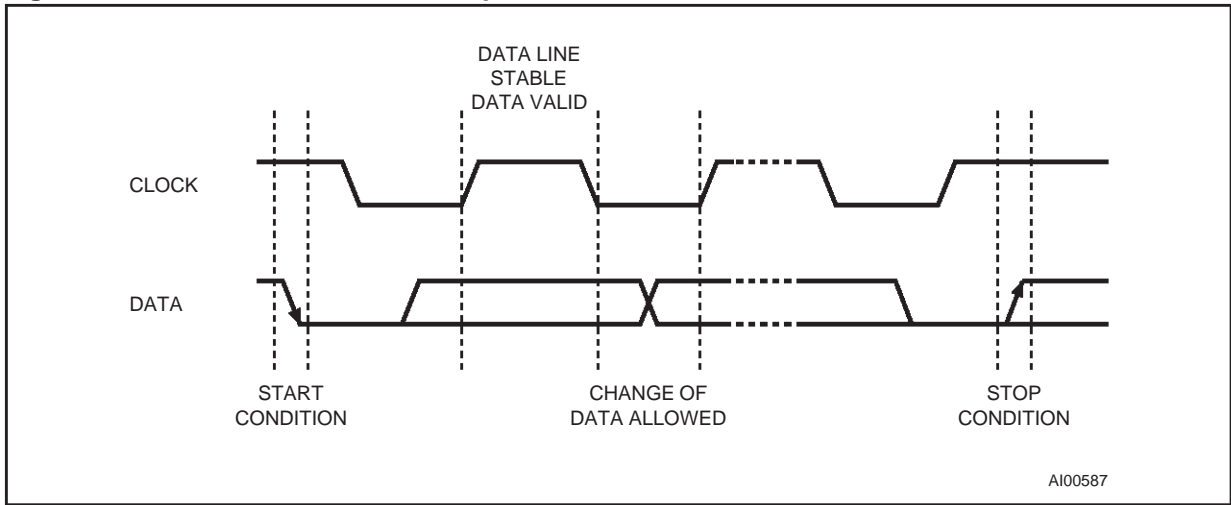 DATA LINE
STABLE
DATA VALID
CLOCK
DATA
START
CONDITION
CHANGE OF
DATA ALLOWED
STOP
CONDITION
AI00587